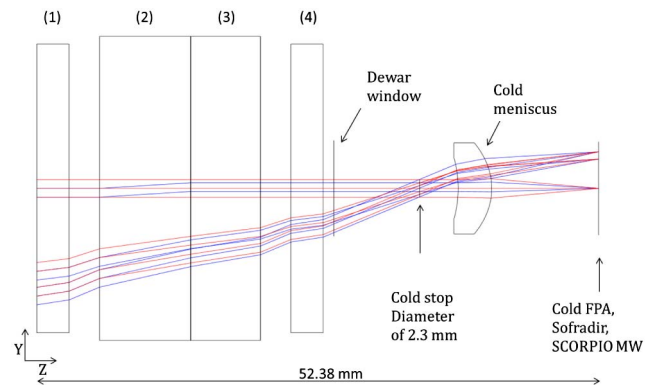 (1)
(2)
(3)
(4)
Dewar
window
Cold
meniscus
Cold stop
Diameter
of 2.3 mm
Cold FPA,
Sofradir,
SCORPIO MW
Y
Z
52.38 mm